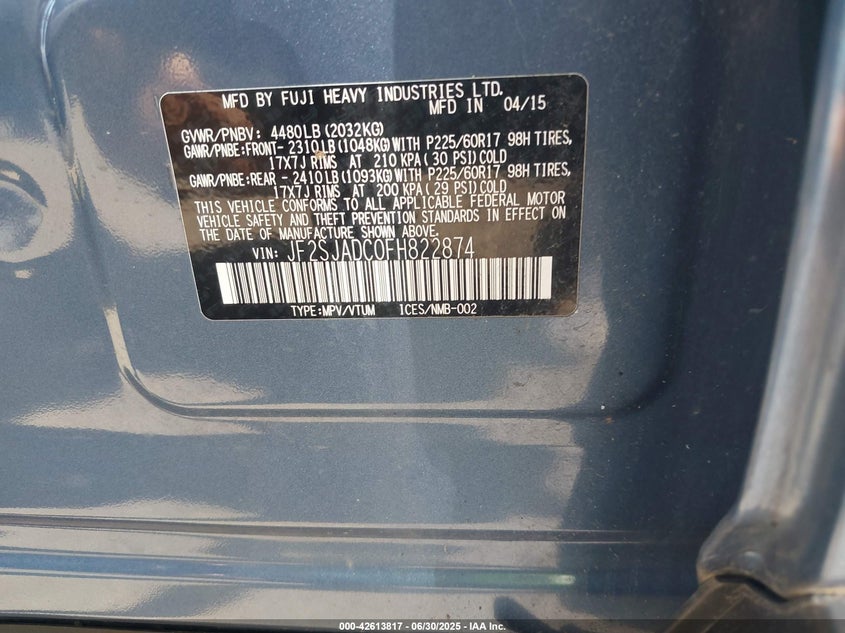 MFD BY FUJI HEAVY INDUSTRIES LTD.
MFD IN 04/15
GVWR/PNBV: 4480LB(2032KG)
GAWR/PNBE:FRONT- 2310LB(1048KG)WITH P225/60R17 98H TIRES,
17X7J RIMS AT 210 KPA( 30 PSI)COLD
GAWR/PNBE:REAR - 2410LB(1093KG)WITH P225/60R17 98H TIRES,
17X7J RIMS AT 200 KPA( 29 PSI)COLD
THIS VEHICLE CONFORMS TO ALL APPLICABLE FEDERAL MOTOR
VEHICLE SAFETY AND THEFT PREVENTION STANDARDS IN EFFECT ON
THE DATE OF MANUFACTURE SHOWN ABOVE.
VIN: JF2SJADC0FH822874
TYPE:MPV/VTUM ICES/NMB-002
000-42613817 - 06/30/2025 - IAA Inc.